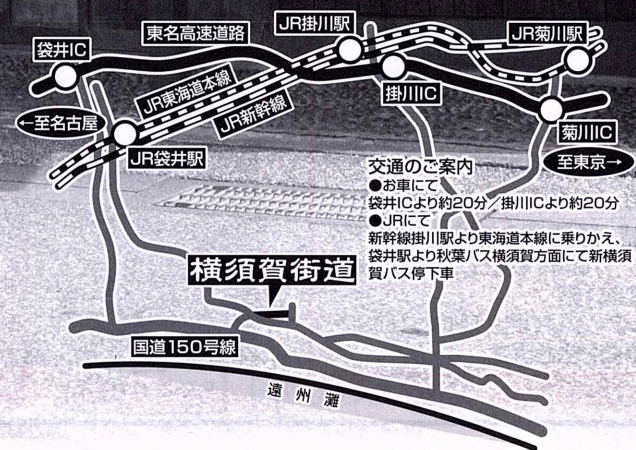 東名高速道路
JR掛川駅
JR菊川駅
袋井IC
JR東海道本線
掛川IC
JR新幹線
←至名古屋
菊川IC
JR袋井駅
至東京→
交通のご案内
●お車にて
袋井ICより約20分／掛川ICより約20分
●JRにて
新幹線掛川駅より東海道本線に乗りかえ、
袋井駅より秋葉バス横須賀方面にて新横須
賀バス停下車
横須賀街道
国道150号線
遠州灘